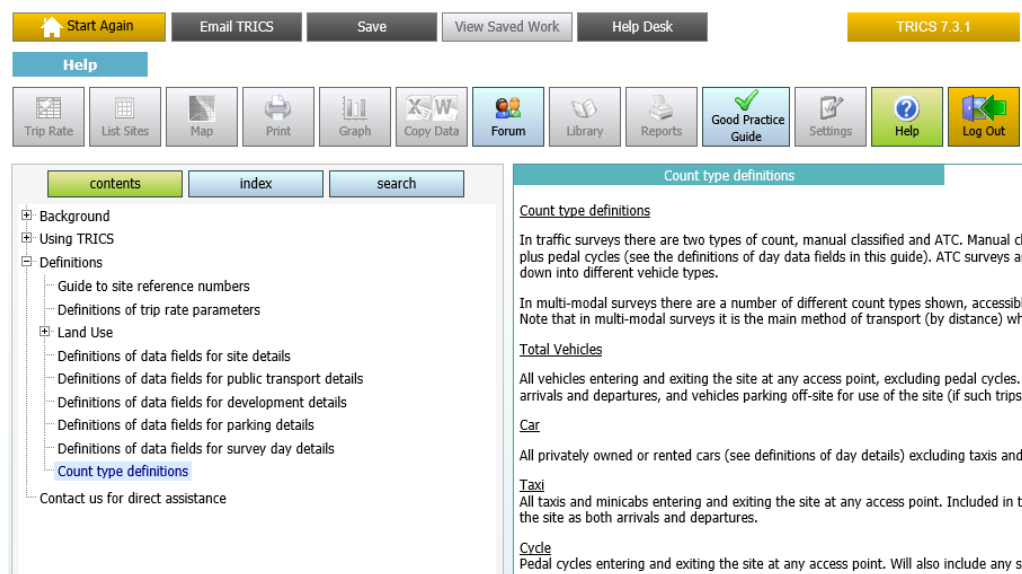 Start Again
Email TRICS
Save
View Saved Work
Help Desk
TRICS 7.3.1
Help
Trip Rate
List Sites
Map
Print
Graph
Copy Data
Forum
Library
Reports
Good Practice
Guide
Settings
Help
Log Out
contents
index
search
Background
Using TRICS
Definitions
Guide to site reference numbers
Definitions of trip rate parameters
Land Use
Definitions of data fields for site details
Definitions of data fields for public transport details
Definitions of data fields for development details
Definitions of data fields for parking details
Definitions of data fields for survey day details
Count type definitions
Contact us for direct assistance
Count type definitions
Count type definitions
In traffic surveys there are two types of count, manual classified and ATC. Manual
plus pedal cycles (see the definitions of day data fields in this guide). ATC surveys
down into different vehicle types.
In multi-modal surveys there are a number of different count types shown,
Note that in multi-modal surveys it is the main method of transport (by distance)
Total Vehicles
All vehicles entering and exiting the site at any access point, excluding pedal cycles.
arrivals and departures, and vehicles parking off-site for use of the site (if such trips
Car
All privately owned or rented cars (see definitions of day details) excluding taxis and
Taxi
All taxis and minicabs entering and exiting the site at any access point. Included in
the site as both arrivals and departures.
Cycle
Pedal cycles entering and exiting the site at any access point. Will also include any